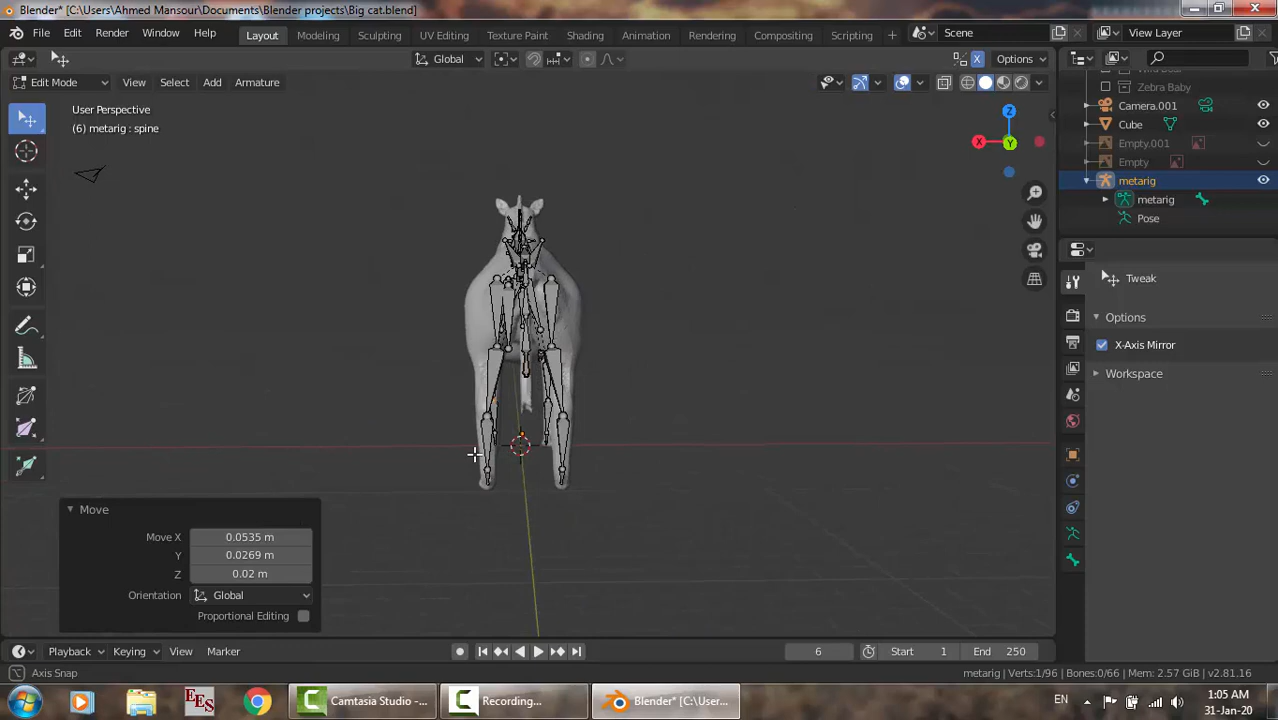 Blender* [C:\Users\Ahmed Mansour\Documents\Blender projects\Big cat.blend]
File Edit Render Window Help Layout Modeling Sculpting UV Editing Texture Paint Shading Animation Rendering Compositing Scripting + Scene View Layer
Global Options
Edit Mode View Select Add Armature
User Perspective
(6) metarig : spine
Z
X
Y
Zebra Baby
Camera.001
Cube
Empty.001
Empty
metarig
metarig
Pose
Tweak
Options
X-Axis Mirror
Workspace
Move
Move X 0.0535 m
Y 0.0269 m
Z 0.02 m
Orientation Global
Proportional Editing
Playback Keying View Marker 6 Start 1 End 250
Axis Snap metarig | Verts:1/96 | Bones:0/66 | Mem: 2.57 GiB | v2.81.16
EES Camtasia Studio -... Recording... Blender* [C:\User... EN 1:05 AM
31-Jan-20